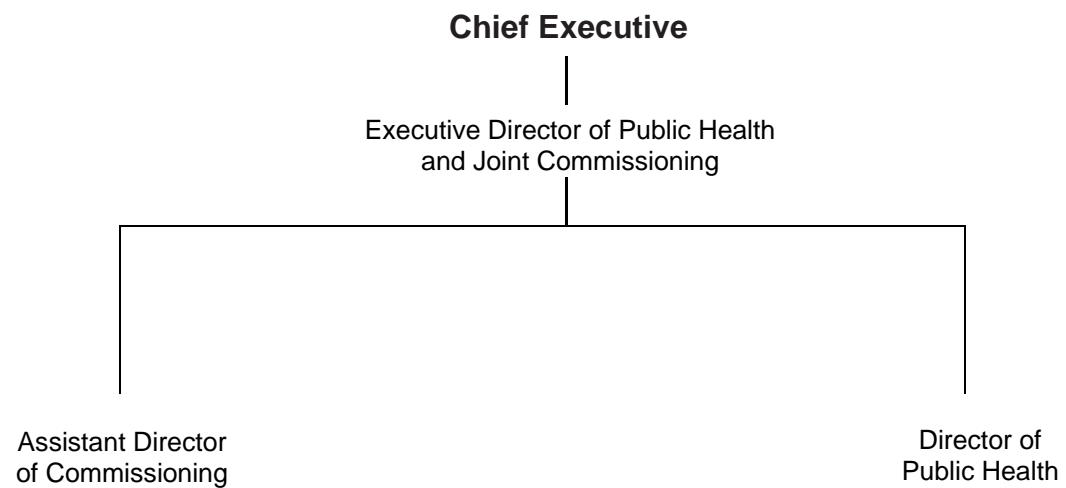 Chief Executive
Executive Director of Public Health
and Joint Commissioning
Assistant Director
of Commissioning
Director of
Public Health